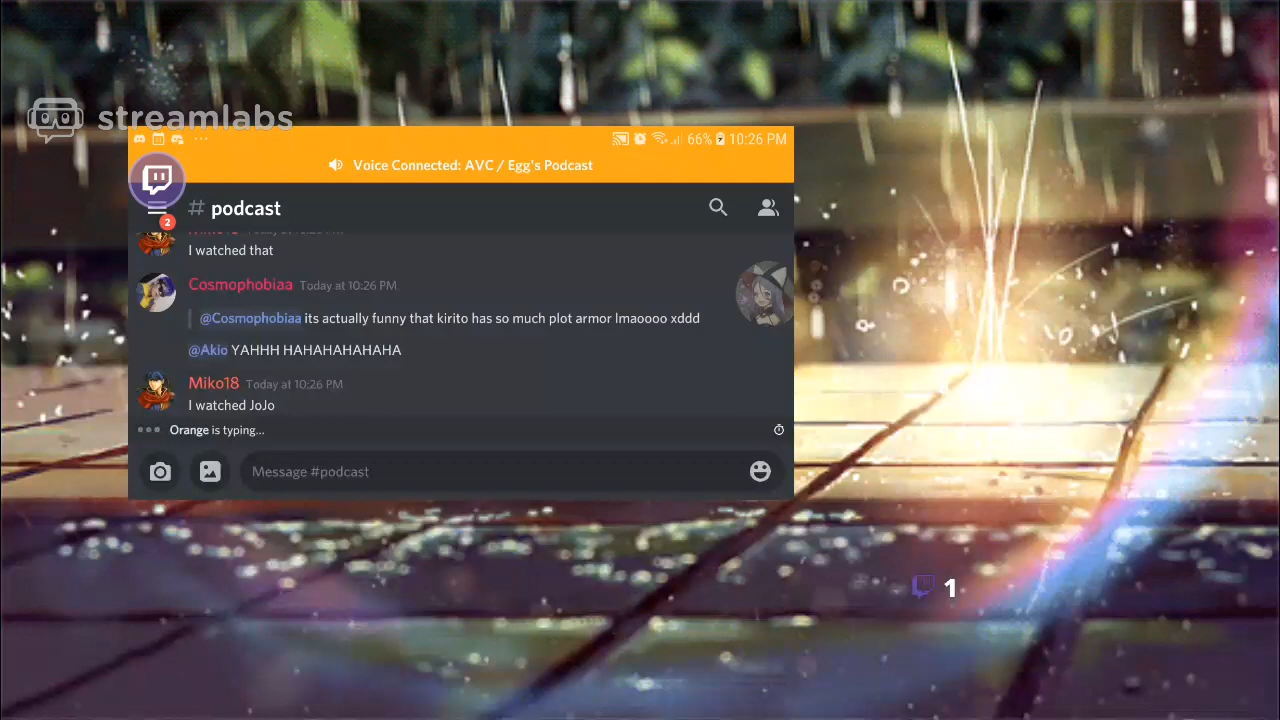 streamlabs
66% 10:26 PM
Voice Connected: AVC / Egg's Podcast
# podcast
2
I watched that
Cosmophobiaa Today at 10:26 PM
@Cosmophobiaa its actually funny that kirito has so much plot armor lmaoooo xddd
@Akio YAHHH HAHAHAHAHAHA
Miko18 Today at 10:26 PM
I watched JoJo
Orange is typing...
Message #podcast
1